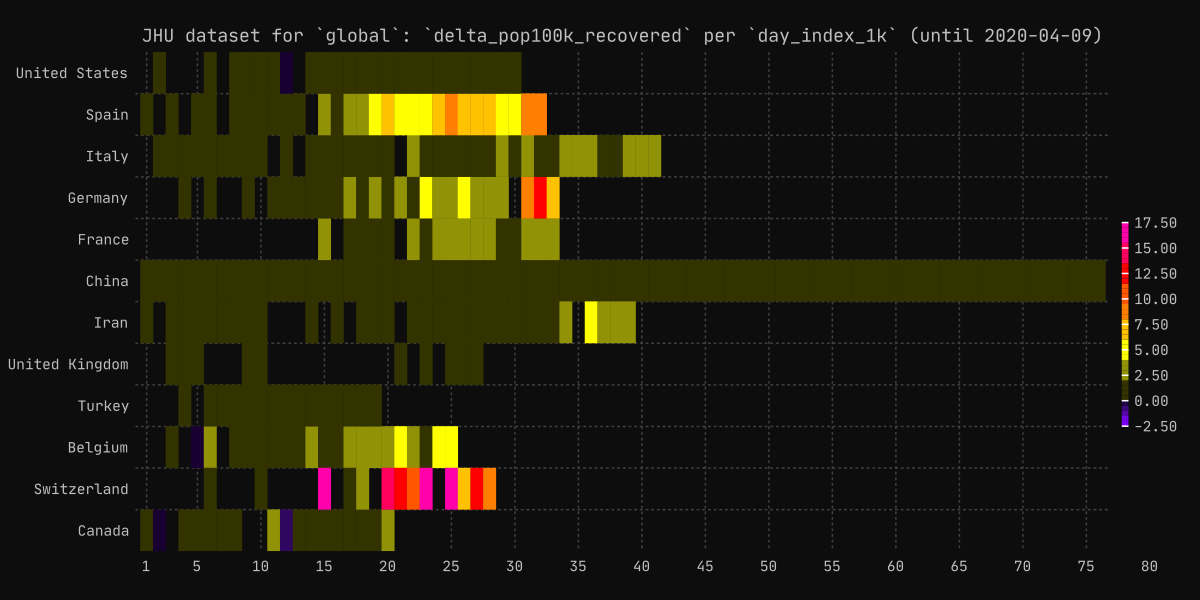 JHU dataset for `global`: `delta_pop100k_recovered` per `day_index_1k` (until 2020-04-09)
United States
Spain
Italy
Germany
France
China
Iran
United Kingdom
Turkey
Belgium
Switzerland
Canada
17.50
15.00
12.50
10.00
7.50
5.00
2.50
0.00
−2.50
1 5 10 15 20 25 30 35 40 45 50 55 60 65 70 75 80